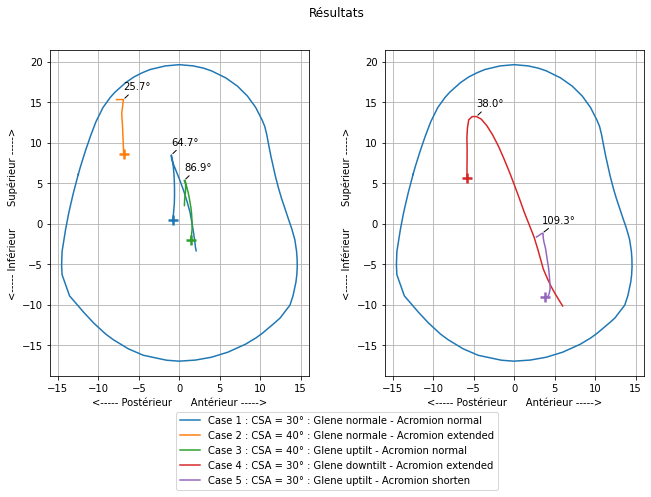 Résultats
20
15
10
5
0
−5
−10
−15
<----- Inférieur Supérieur ----->
25.7°
64.7°
86.9°
−15 −10 −5 0 5 10 15
<----- Postérieur Antérieur ----->
20
15
10
5
0
−5
−10
−15
<----- Inférieur Supérieur ----->
38.0°
109.3°
−15 −10 −5 0 5 10 15
<----- Postérieur Antérieur ----->
Case 1 : CSA = 30° : Glene normale - Acromion normal
Case 2 : CSA = 40° : Glene normale - Acromion extended
Case 3 : CSA = 40° : Glene uptilt - Acromion normal
Case 4 : CSA = 30° : Glene downtilt - Acromion extended
Case 5 : CSA = 30° : Glene uptilt - Acromion shorten